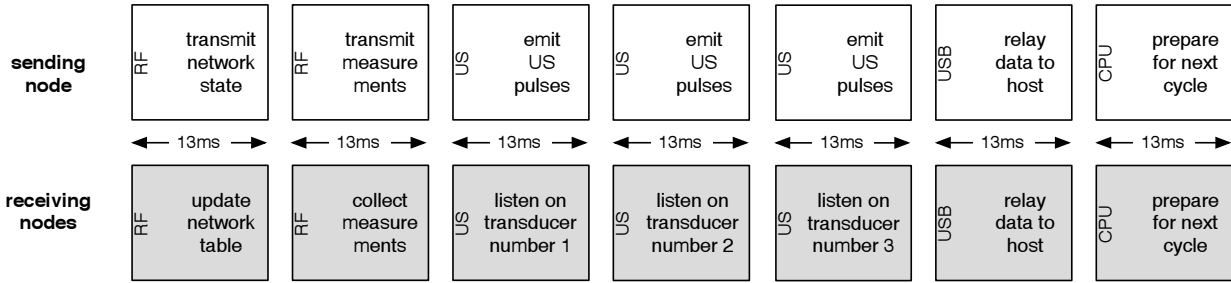 sending
node
RF
transmit
network
state
RF
transmit
measure
ments
US
emit
US
pulses
US
emit
US
pulses
US
emit
US
pulses
USB
relay
data to
host
CPU
prepare
for next
cycle
13ms
13ms
13ms
13ms
13ms
13ms
13ms
receiving
nodes
RF
update
network
table
RF
collect
measure
ments
US
listen on
transducer
number 1
US
listen on
transducer
number 2
US
listen on
transducer
number 3
USB
relay
data to
host
CPU
prepare
for next
cycle